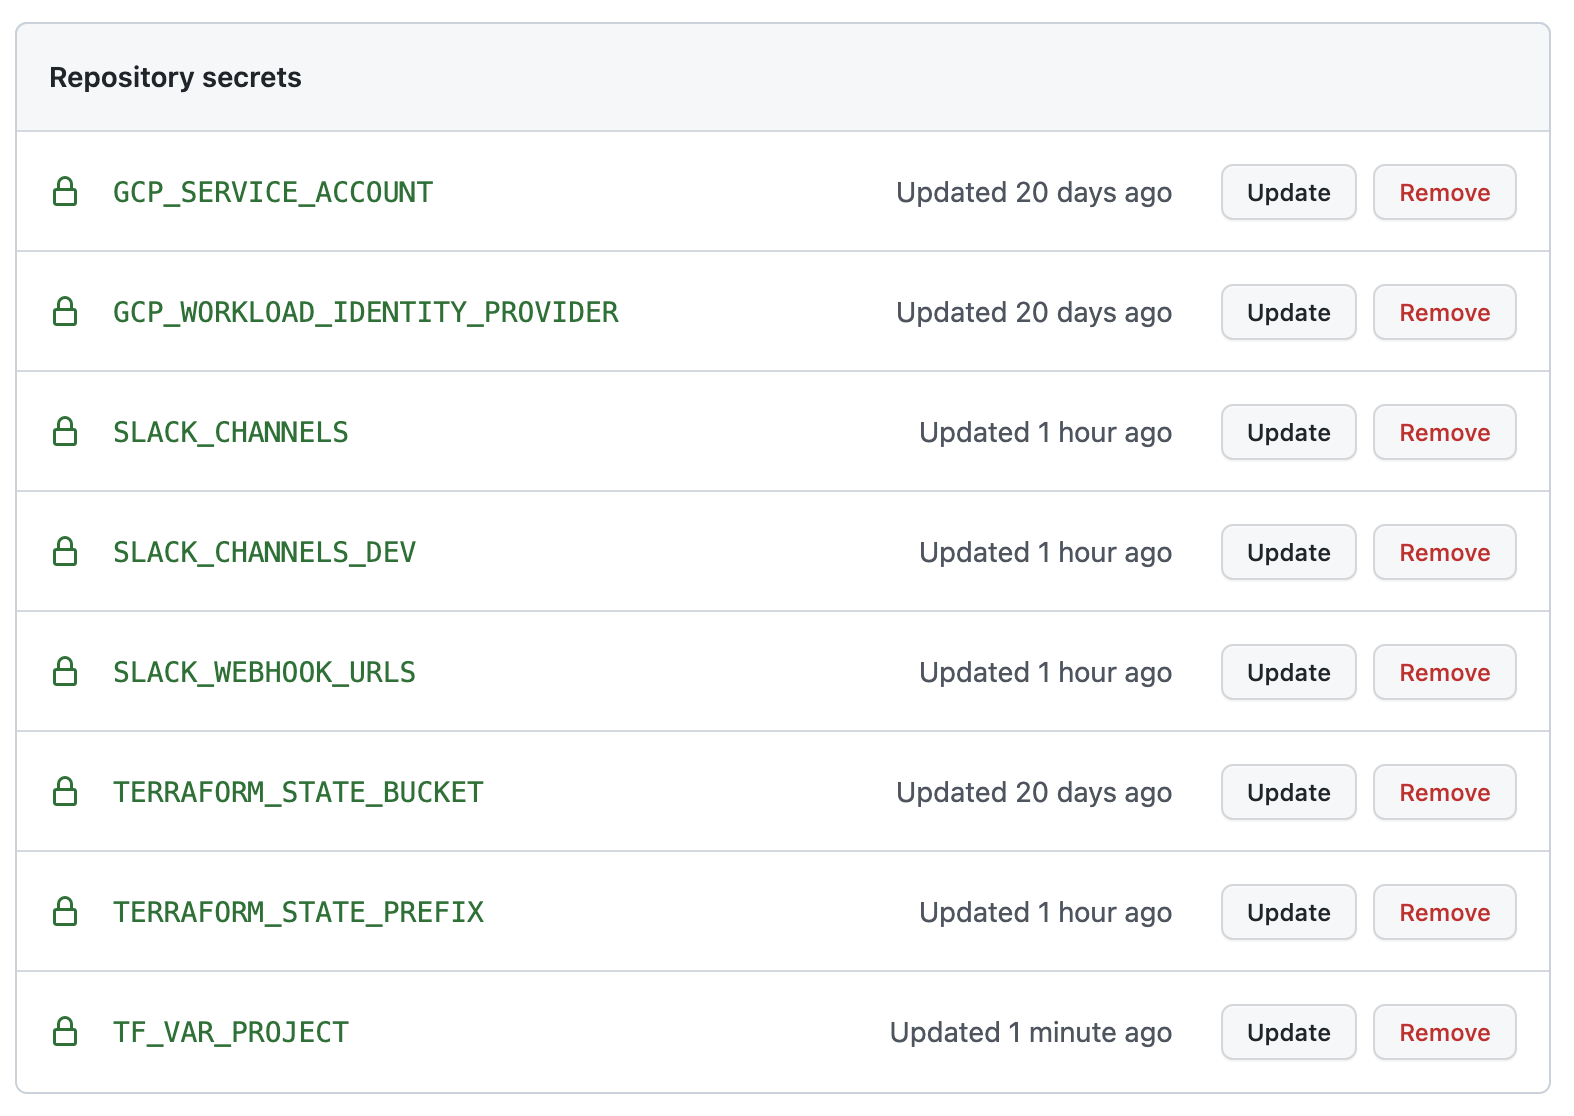 Repository secrets
GCP_SERVICE_ACCOUNT Updated 20 days ago Update Remove
GCP_WORKLOAD_IDENTITY_PROVIDER Updated 20 days ago Update Remove
SLACK_CHANNELS Updated 1 hour ago Update Remove
SLACK_CHANNELS_DEV Updated 1 hour ago Update Remove
SLACK_WEBHOOK_URLS Updated 1 hour ago Update Remove
TERRAFORM_STATE_BUCKET Updated 20 days ago Update Remove
TERRAFORM_STATE_PREFIX Updated 1 hour ago Update Remove
TF_VAR_PROJECT Updated 1 minute ago Update Remove